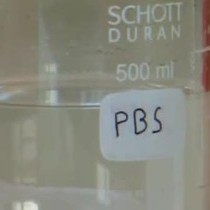 SCHOTT
DURAN
500 ml
PBS